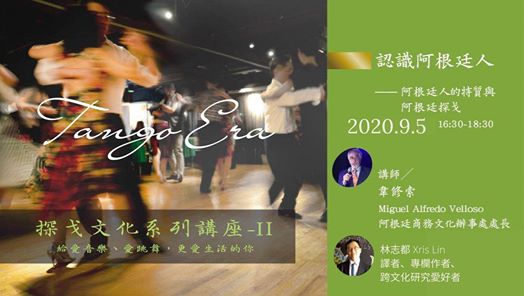 Tango Era
探戈文化系列講座-II
給愛音樂、愛跳舞，更愛生活的你
認識阿根廷人
—— 阿根廷人的特質與
阿根廷探戈
2020.9.5 16:30-18:30
講師／
韋修索
Miguel Alfredo Velloso
阿根廷商務文化辦事處處長
林志都 Xris Lin
譯者、專欄作者、
跨文化研究愛好者